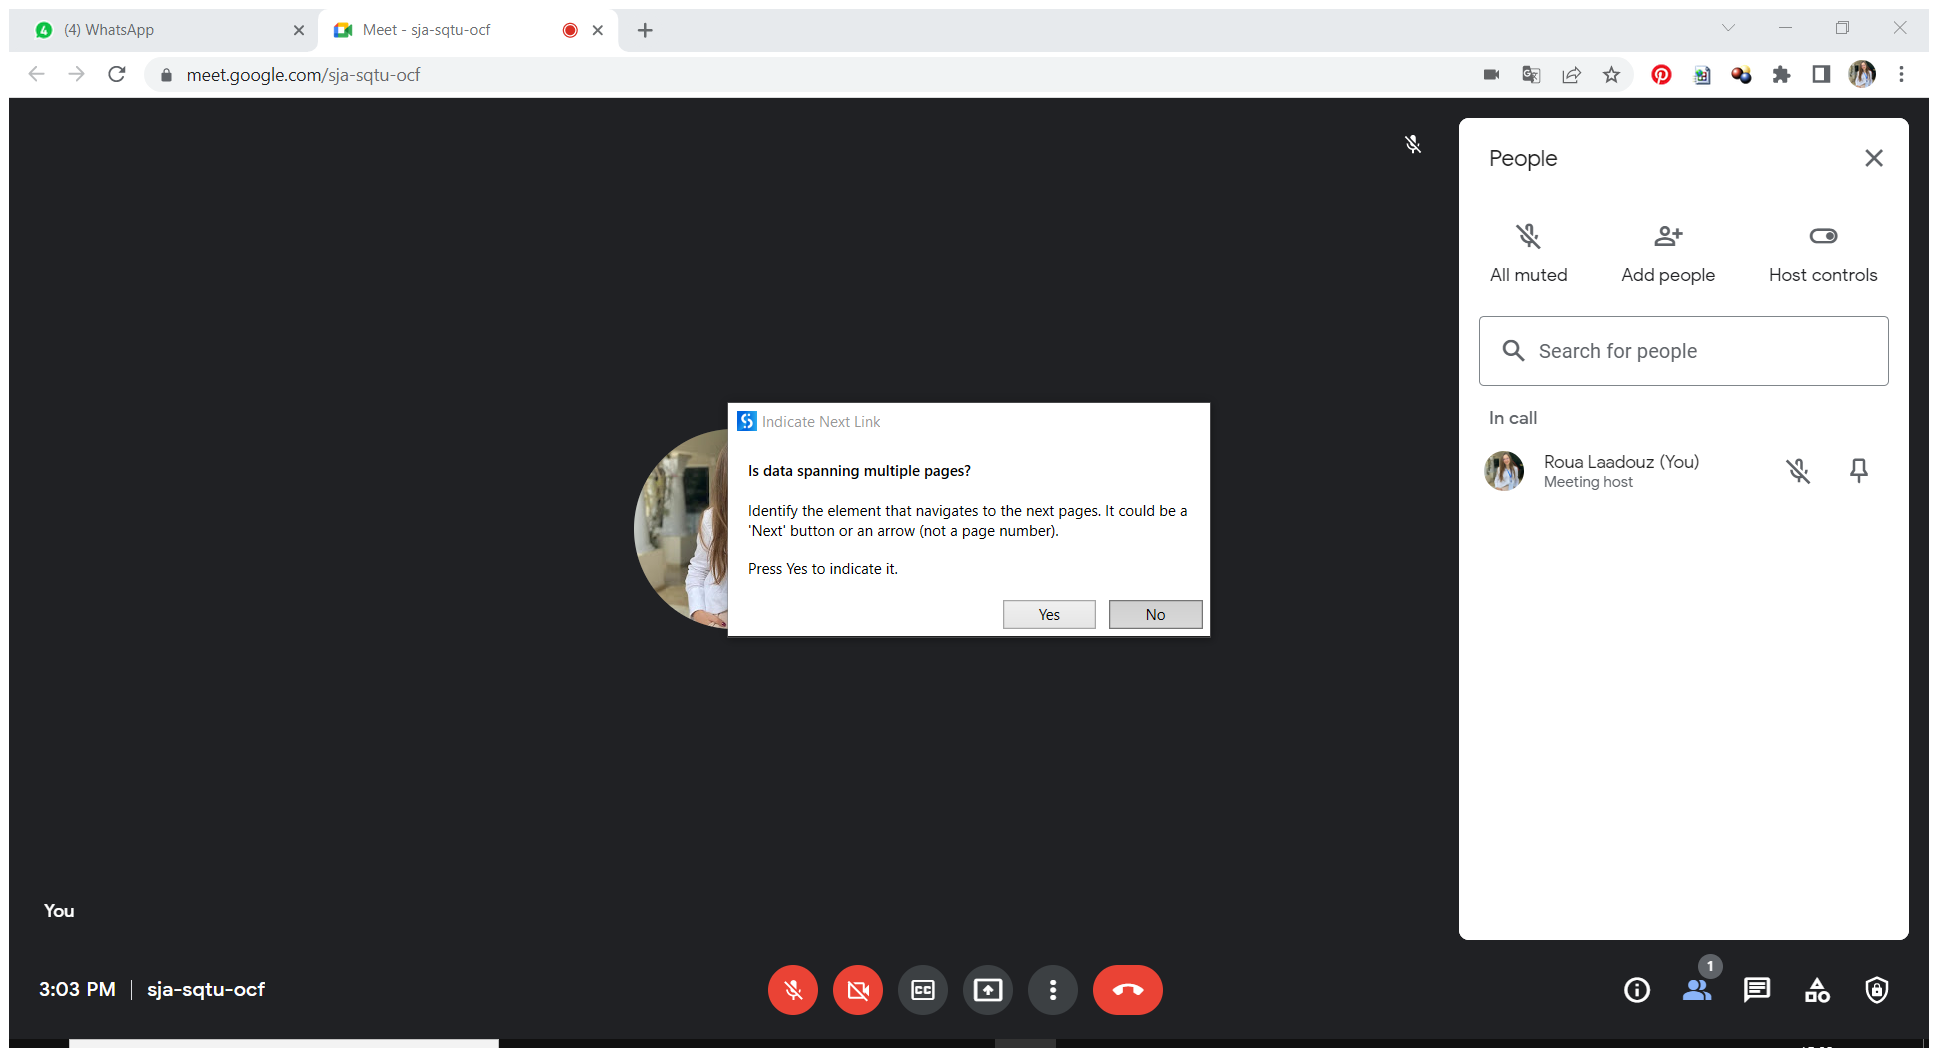 (4) WhatsApp
Meet - sja-sqtu-ocf
meet.google.com/sja-sqtu-ocf
People
All muted
Add people
Host controls
Search for people
In call
Roua Laadouz (You)
Meeting host
Indicate Next Link
Is data spanning multiple pages?
Identify the element that navigates to the next pages. It could be a
'Next' button or an arrow (not a page number).
Press Yes to indicate it.
Yes
No
You
3:03 PM | sja-sqtu-ocf
CC
1